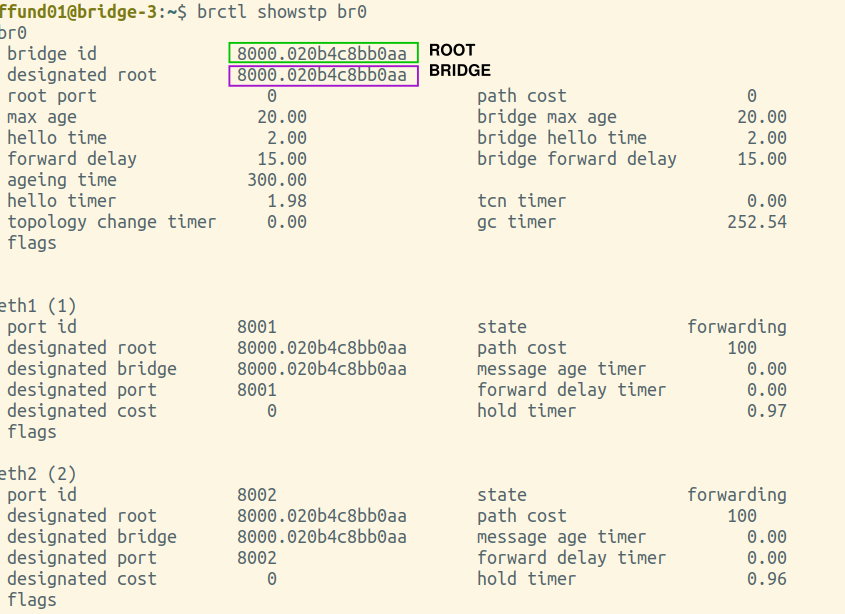 ffund01@bridge-3:~$ brctl showstp br0
br0
bridge id 8000.020b4c8bb0aa ROOT
designated root 8000.020b4c8bb0aa BRIDGE
root port 0 path cost 0
max age 20.00 bridge max age 20.00
hello time 2.00 bridge hello time 2.00
forward delay 15.00 bridge forward delay 15.00
ageing time 300.00
hello timer 1.98 tcn timer 0.00
topology change timer 0.00 gc timer 252.54
flags
eth1 (1)
port id 8001 state forwarding
designated root 8000.020b4c8bb0aa path cost 100
designated bridge 8000.020b4c8bb0aa message age timer 0.00
designated port 8001 forward delay timer 0.00
designated cost 0 hold timer 0.97
flags
eth2 (2)
port id 8002 state forwarding
designated root 8000.020b4c8bb0aa path cost 100
designated bridge 8000.020b4c8bb0aa message age timer 0.00
designated port 8002 forward delay timer 0.00
designated cost 0 hold timer 0.96
flags